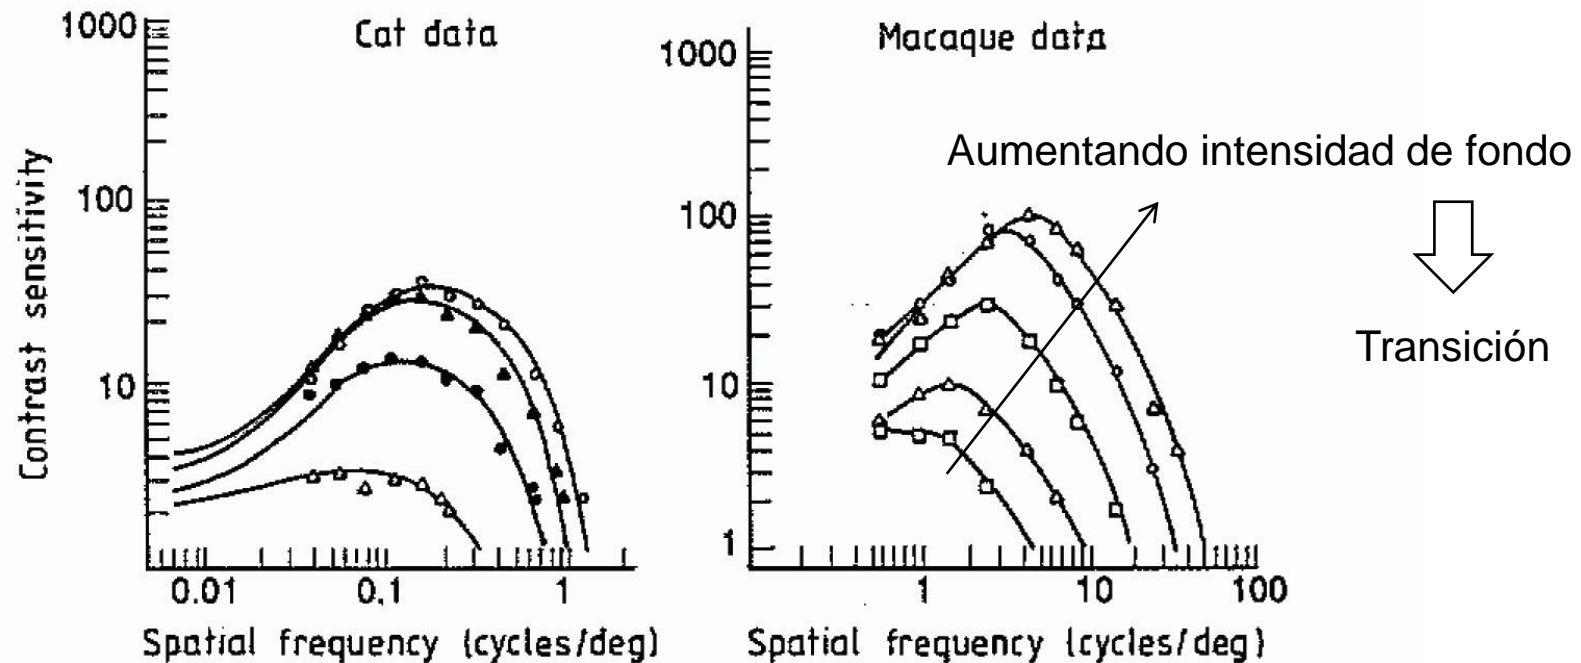 Cat data
1000
100
10
Contrast sensitivity
0.01 0.1 1
Spatial frequency (cycles/deg)
Macaque data
1000
100
10
1
1 10 100
Spatial frequency (cycles/deg)
Aumentando intensidad de fondo
Transición